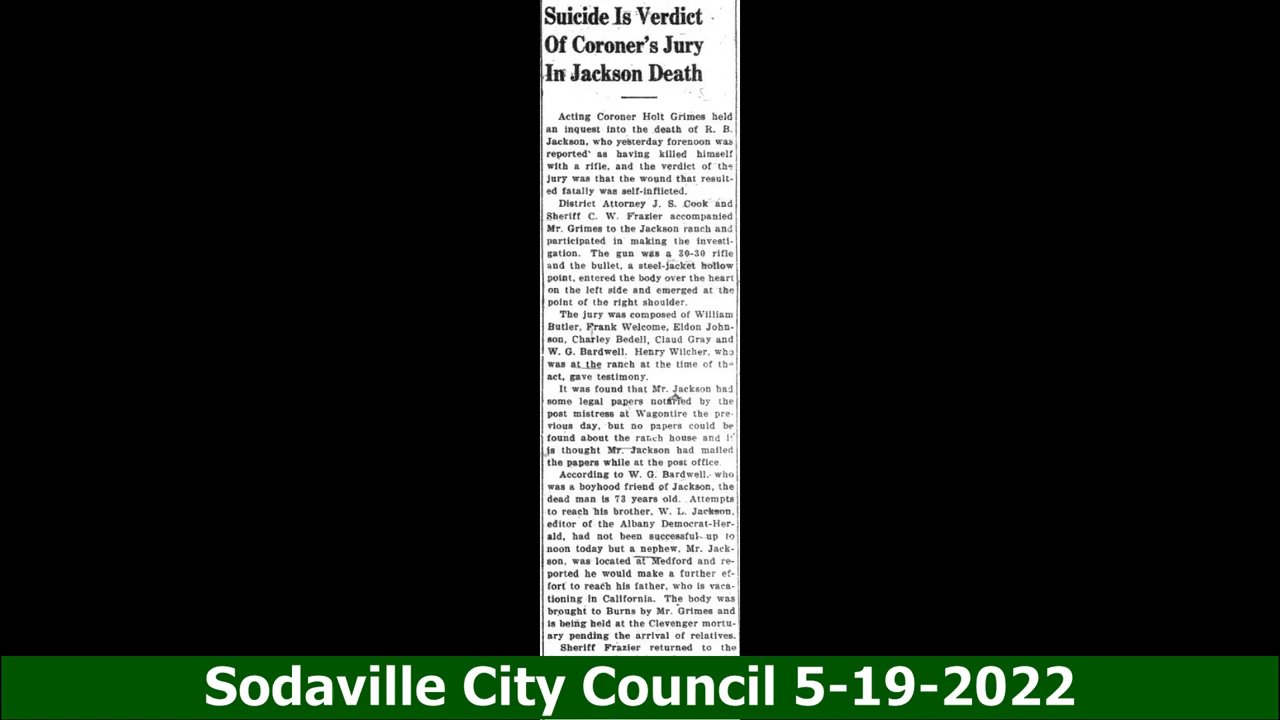 Suicide Is Verdict
Of Coroner's Jury
In Jackson Death
Acting Coroner Holt Grimes held
an inquest into the death of R. B.
Jackson, who yesterday forenoon was
reported as having killed himself
with a rifle, and the verdict of the
jury was that the wound that result-
ed fatally was self-inflicted.
District Attorney J. S. Cook and
Sheriff C. W. Frazier accompanied
Mr. Grimes to the Jackson ranch and
participated in making the investi-
gation. The gun was a 30-30 rifle
and the bullet, a steel-jacket hollow
point, entered the body over the heart
on the left side and emerged at the
point of the right shoulder.
The jury was composed of William
Butler, Frank Welcome, Eldon John-
son, Charley Bedell, Claud Gray and
W. G. Bardwell. Henry Wilcher, who
was at the ranch at the time of the
act, gave testimony.
It was found that Mr. Jackson had
some legal papers notaried by the
post mistress at Wagontire the pre-
vious day, but no papers could be
found about the ranch house and it
is thought Mr. Jackson had mailed
the papers while at the post office.
According to W. G. Bardwell, who
was a boyhood friend of Jackson, the
dead man is 73 years old. Attempts
to reach his brother, W. L. Jackson,
editor of the Albany Democrat-Her-
ald, had not been successful up to
noon today but a nephew, Mr. Jack-
son, was located at Medford and re-
ported he would make a further ef-
fort to reach his father, who is vaca-
tioning in California. The body was
brought to Burns by Mr. Grimes and
is being held at the Clevenger mortu-
ary pending the arrival of relatives.
Sheriff Frazier returned to the
Sodaville City Council 5-19-2022